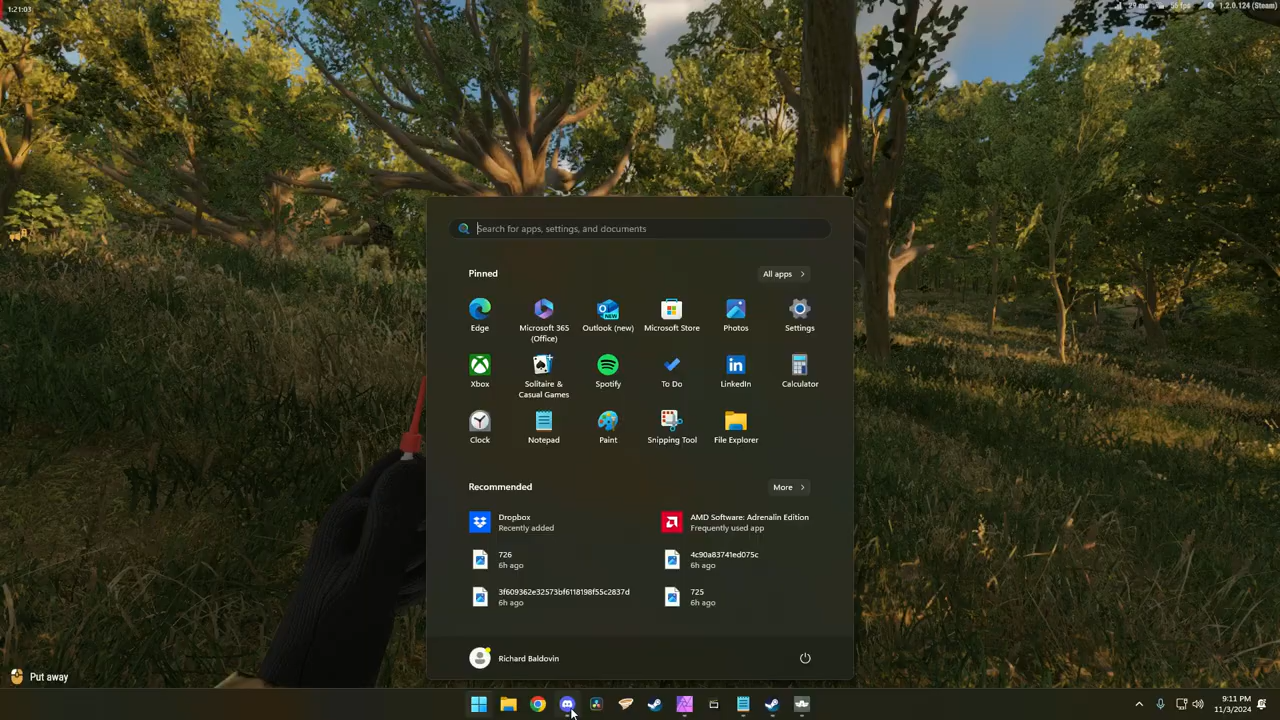 1:21:03
29 ms
56 fps
1.2.0.124 (Steam)
Search for apps, settings, and documents
Pinned
All apps
Edge
Microsoft 365
(Office)
Outlook (new)
Microsoft Store
Photos
Settings
Xbox
Solitaire &
Casual Games
Spotify
To Do
LinkedIn
Calculator
Clock
Notepad
Paint
Snipping Tool
File Explorer
Recommended
More
Dropbox
Recently added
AMD Software: Adrenalin Edition
Frequently used app
726
6h ago
4c90a83741ed075c
6h ago
3f609362e32573bf6118198f55c2837d
6h ago
725
6h ago
Richard Baldovin
Put away
9:11 PM
11/3/2024